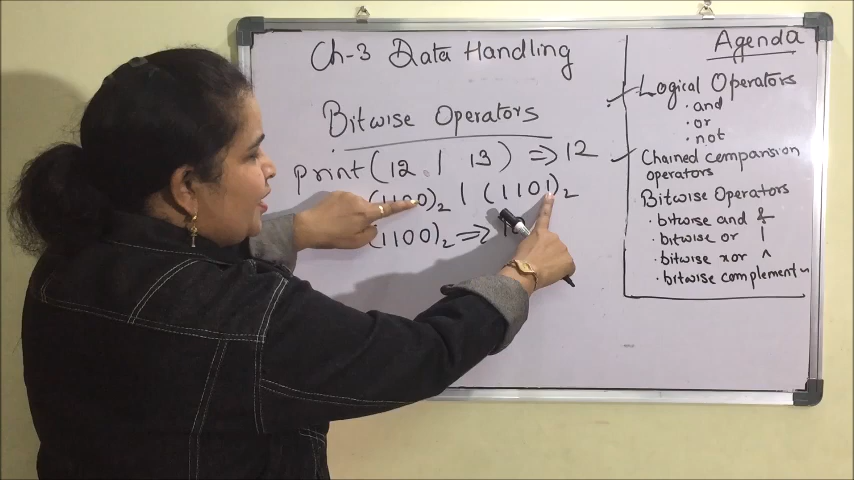 Ch-3 Data Handling
Bitwise Operators
print (12 | 13) => 12
(1100)2 | (1101)2
(1100)2 =>
Agenda
Logical Operators
· and
· or
· not
Chained comparision
operators
Bitwise Operators
· bitwise and &
· bitwise or |
· bitwise xor ^
· bitwise complement ~